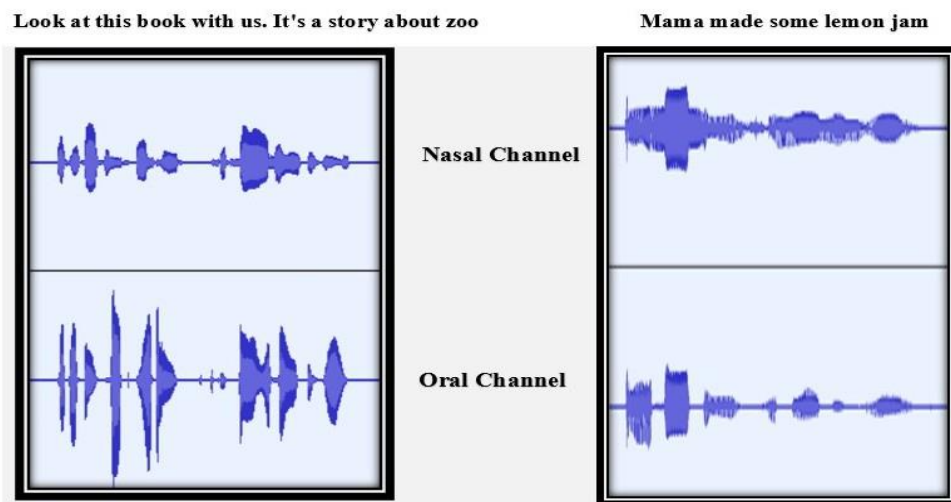 Look at this book with us. It's a story about zoo
Mama made some lemon jam
Nasal Channel
Oral Channel